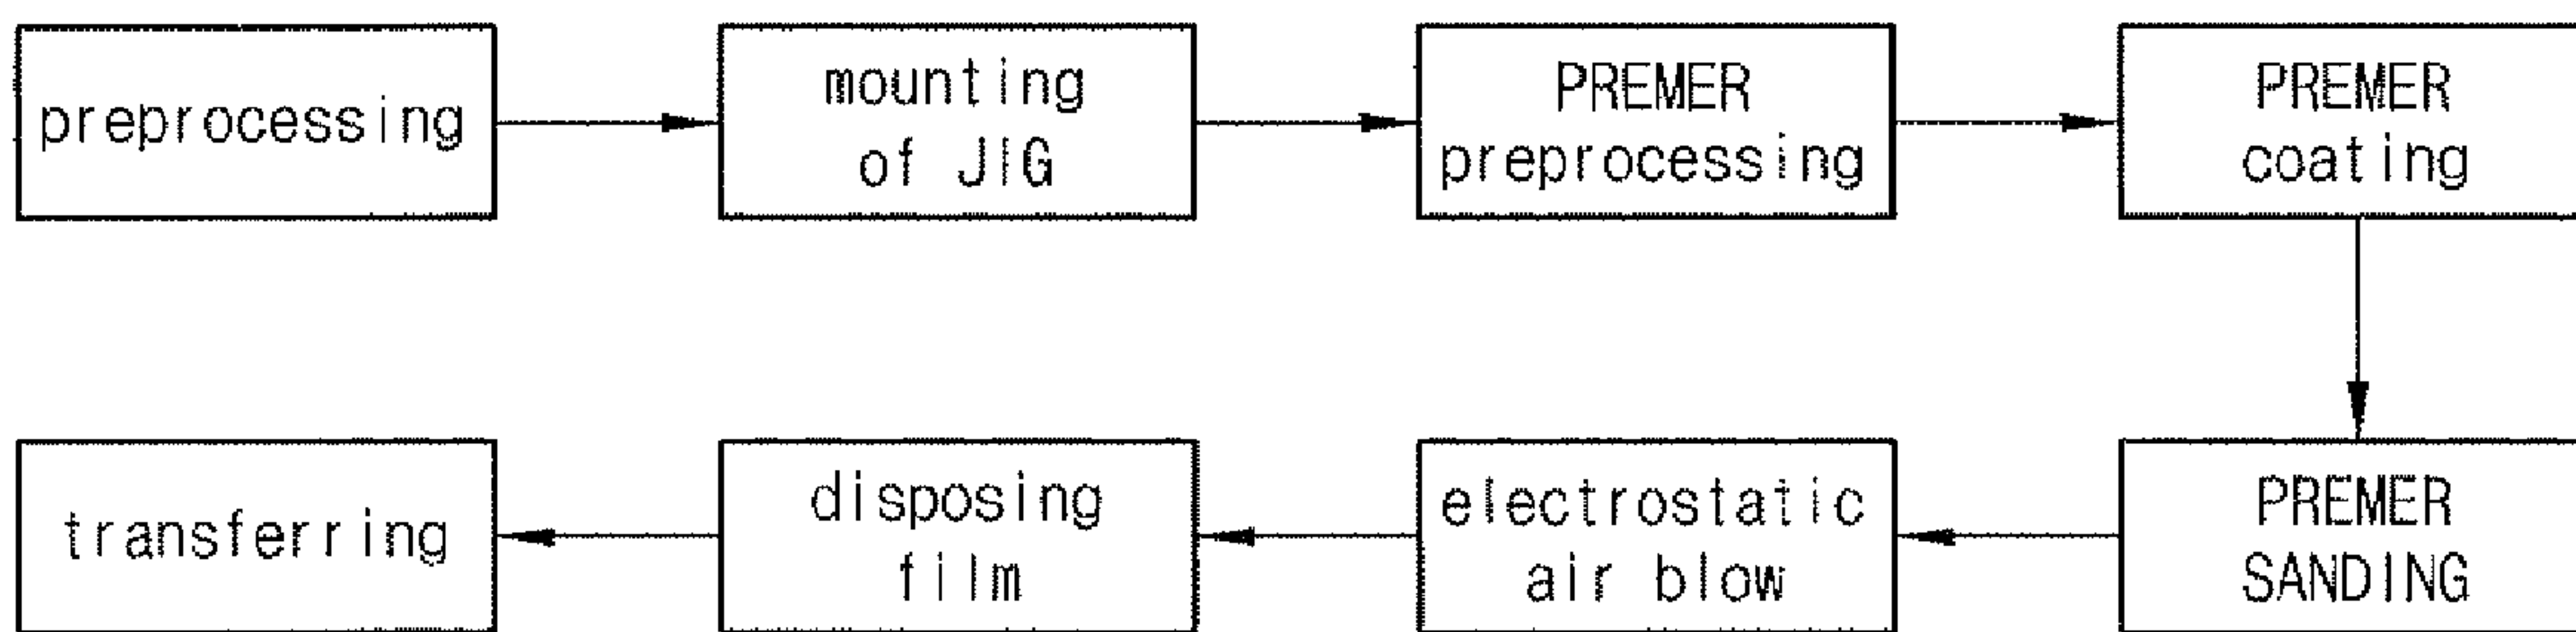 preprocessing
mounting
of JIG
PREMER
preprocessing
PREMER
coating
PREMER
SANDING
electrostatic
air blow
disposing
film
transferring